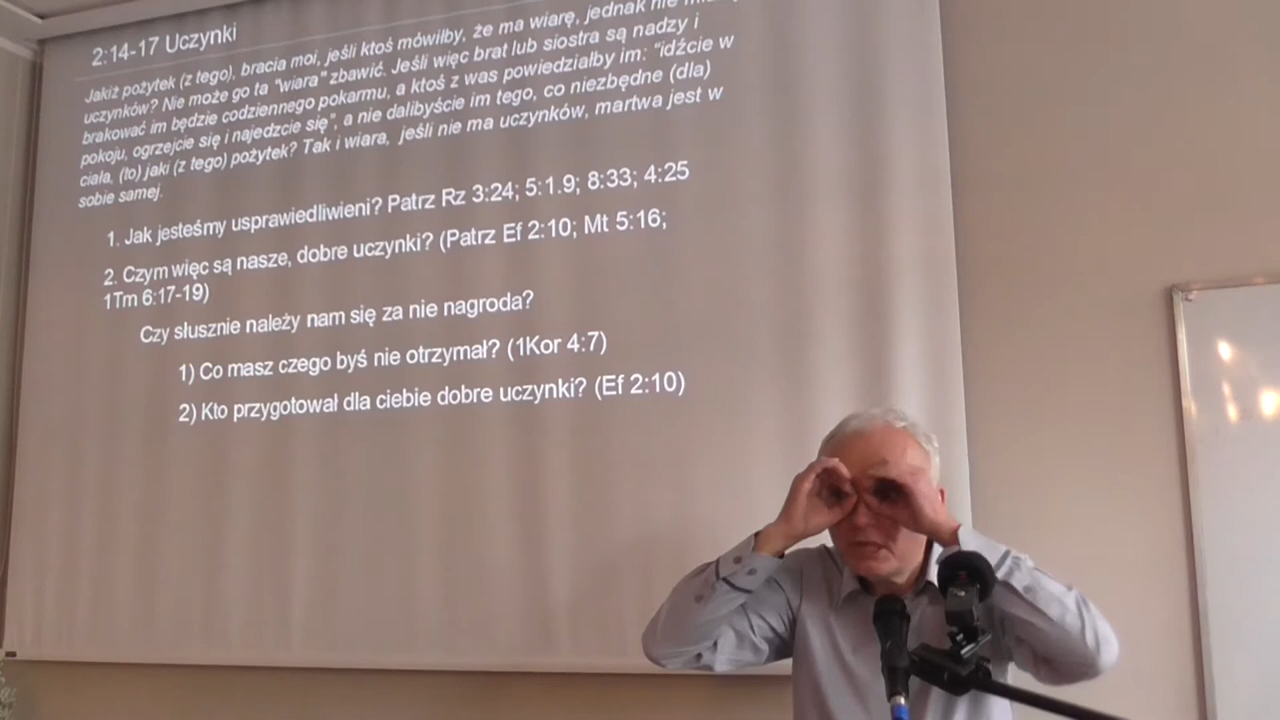 2:14-17 Uczynki
Jakiż pożytek (z tego), bracia moi, jeśli ktoś mówiłby, że ma wiarę, jednak nie
uczynków? Nie może go ta "wiara" zbawić. Jeśli więc brat lub siostra są nadzy i
brakować im będzie codziennego pokarmu, a ktoś z was powiedziałby im: "idźcie w
pokoju, ogrzejcie się i najedzcie się", a nie dalibyście im tego, co niezbędne (dla)
ciała, (to) jaki (z tego) pożytek? Tak i wiara, jeśli nie ma uczynków, martwa jest w
sobie samej.
1. Jak jesteśmy usprawiedliwieni? Patrz Rz 3:24; 5:1.9; 8:33; 4:25
2. Czym więc są nasze, dobre uczynki? (Patrz Ef 2:10; Mt 5:16;
1Tm 6:17-19)
Czy słusznie należy nam się za nie nagroda?
1) Co masz czego byś nie otrzymał? (1Kor 4:7)
2) Kto przygotował dla ciebie dobre uczynki? (Ef 2:10)